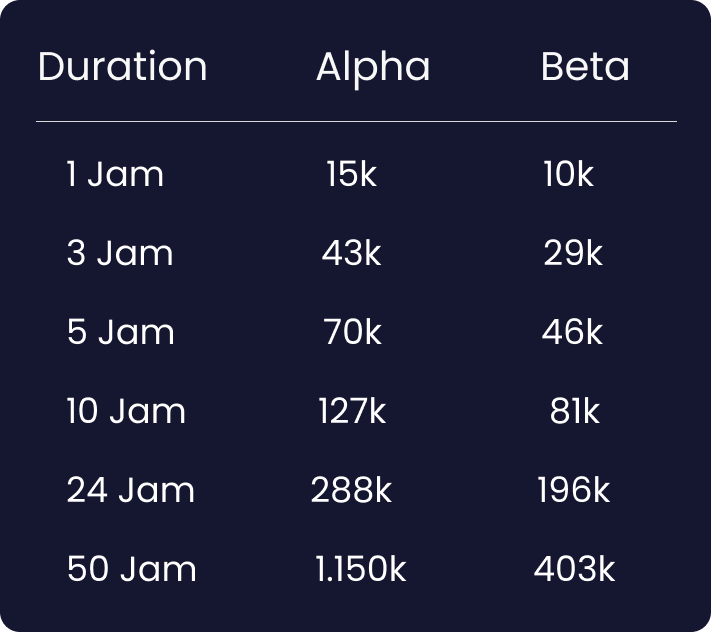 Duration Alpha Beta
1 Jam 15k 10k
3 Jam 43k 29k
5 Jam 70k 46k
10 Jam 127k 81k
24 Jam 288k 196k
50 Jam 1.150k 403k